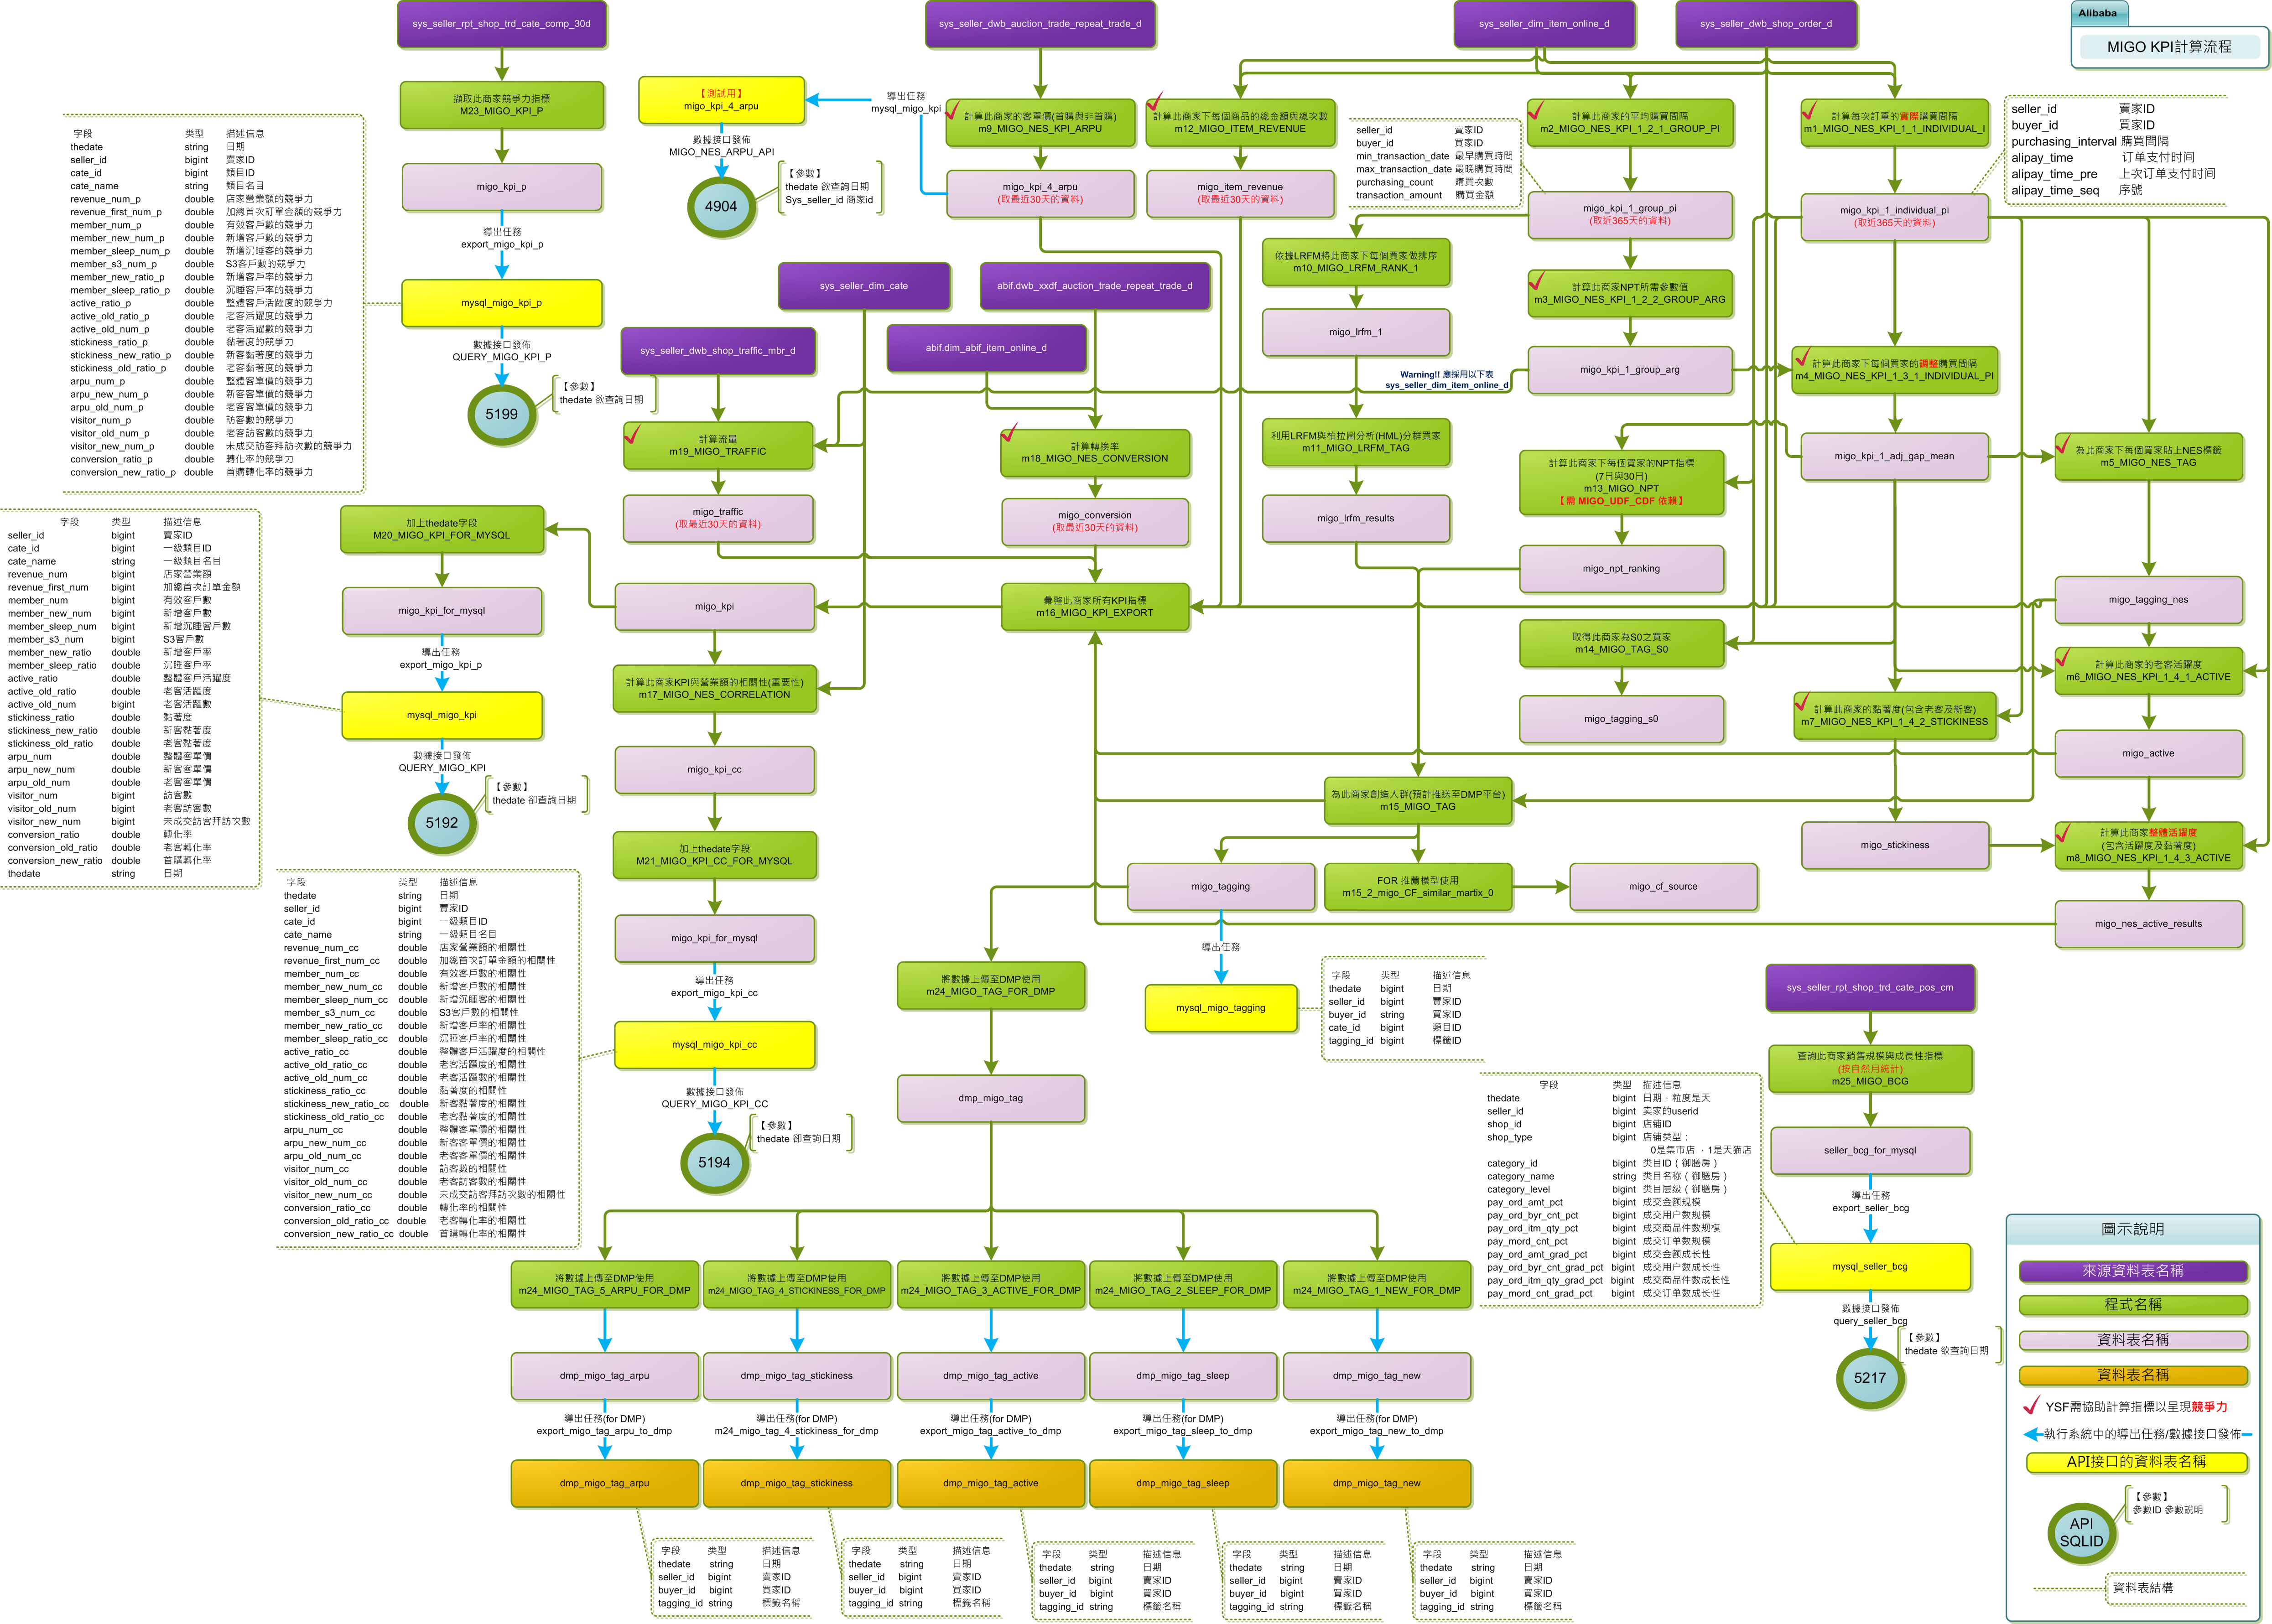 sys_seller_rpt_shop_trd_cate_comp_30d
sys_seller_dwb_auction_trade_repeat_trade_d
sys_seller_dim_item_online_d
sys_seller_dwb_shop_order_d
Alibaba
MIGO KPI計算流程
擷取此商家競爭力指標
M23_MIGO_KPI_P
migo_kpi_p
導出任務
export_migo_kpi_p
mysql_migo_kpi_p
數據接口發佈
QUERY_MIGO_KPI_P
5199
【參數】
thedate 欲查詢日期
字段 类型 描述信息
thedate string 日期
seller_id bigint 賣家ID
cate_id bigint 類目ID
cate_name string 類目名目
revenue_num_p double 店家營業額的競爭力
revenue_first_num_p double 加總首次訂單金額的競爭力
member_num_p double 有效客戶數的競爭力
member_new_num_p double 新增客戶數的競爭力
member_sleep_num_p double 新增沉睡客的競爭力
member_s3_num_p double S3客戶數的競爭力
member_new_ratio_p double 新增客戶率的競爭力
member_sleep_ratio_p double 沉睡客戶率的競爭力
active_ratio_p double 整體客戶活躍度的競爭力
active_old_ratio_p double 老客活躍度的競爭力
active_old_num_p double 老客活躍數的競爭力
stickiness_ratio_p double 黏著度的競爭力
stickiness_new_ratio_p double 新客黏著度的競爭力
stickiness_old_ratio_p double 老客黏著度的競爭力
arpu_num_p double 整體客單價的競爭力
arpu_new_num_p double 新客客單價的競爭力
arpu_old_num_p double 老客客單價的競爭力
visitor_num_p double 訪客數的競爭力
visitor_old_num_p double 老客訪客數的競爭力
visitor_new_num_p double 未成交訪客拜訪次數的競爭力
conversion_ratio_p double 轉化率的競爭力
conversion_new_ratio_p double 首購轉化率的競爭力
【測試用】
migo_kpi_4_arpu
導出任務
mysql_migo_kpi
數據接口發佈
MIGO_NES_ARPU_API
4904
【參數】
thedate 欲查詢日期
Sys_seller_id 商家id
計算此商家的客單價(首購與非首購)
m9_MIGO_NES_KPI_ARPU
migo_kpi_4_arpu
(取最近30天的資料)
計算此商家下每個商品的總金額與總次數
m12_MIGO_ITEM_REVENUE
migo_item_revenue
(取最近30天的資料)
seller_id 賣家ID
buyer_id 買家ID
min_transaction_date 最早購買時間
max_transaction_date 最晚購買時間
purchasing_count 購買次數
transaction_amount 購買金額
計算此商家的平均購買間隔
m2_MIGO_NES_KPI_1_2_1_GROUP_PI
migo_kpi_1_group_pi
(取近365天的資料)
計算每次訂單的實際購買間隔
m1_MIGO_NES_KPI_1_1_INDIVIDUAL_I
migo_kpi_1_individual_pi
(取近365天的資料)
seller_id 賣家ID
buyer_id 買家ID
purchasing_interval 購買間隔
alipay_time 订单支付时间
alipay_time_pre 上次订单支付时间
alipay_time_seq 序號
依據LRFM將此商家下每個買家做排序
m10_MIGO_LRFM_RANK_1
計算此商家NPT所需參數值
m3_MIGO_NES_KPI_1_2_2_GROUP_ARG
migo_lrfm_1
migo_kpi_1_group_arg
計算此商家下每個買家的調整購買間隔
m4_MIGO_NES_KPI_1_3_1_INDIVIDUAL_PI
Warning!! 應採用以下表
sys_seller_dim_item_online_d
sys_seller_dim_cate
abif.dwb_xxdf_auction_trade_repeat_trade_d
sys_seller_dwb_shop_traffic_mbr_d
abif.dim_abif_item_online_d
計算流量
m19_MIGO_TRAFFIC
計算轉換率
m18_MIGO_NES_CONVERSION
migo_traffic
(取最近30天的資料)
migo_conversion
(取最近30天的資料)
利用LRFM與柏拉圖分析(HML)分群買家
m11_MIGO_LRFM_TAG
migo_lrfm_results
計算此商家下每個買家的NPT指標
(7日與30日)
m13_MIGO_NPT
【需 MIGO_UDF_CDF 依賴】
migo_npt_ranking
migo_kpi_1_adj_gap_mean
為此商家下每個買家貼上NES標籤
m5_MIGO_NES_TAG
migo_tagging_nes
字段 类型 描述信息
seller_id bigint 賣家ID
cate_id bigint 一級類目ID
cate_name string 一級類目名目
revenue_num bigint 店家營業額
revenue_first_num bigint 加總首次訂單金額
member_num bigint 有效客戶數
member_new_num bigint 新增客戶數
member_sleep_num bigint 新增沉睡客戶數
member_s3_num bigint S3客戶數
member_new_ratio double 新增客戶率
member_sleep_ratio double 沉睡客戶率
active_ratio double 整體客戶活躍度
active_old_ratio double 老客活躍度
active_old_num bigint 老客活躍數
stickiness_ratio double 黏著度
stickiness_new_ratio double 新客黏著度
stickiness_old_ratio double 老客黏著度
arpu_num double 整體客單價
arpu_new_num double 新客客單價
arpu_old_num double 老客客單價
visitor_num bigint 訪客數
visitor_old_num bigint 老客訪客數
visitor_new_num bigint 未成交訪客拜訪次數
conversion_ratio double 轉化率
conversion_old_ratio double 老客轉化率
conversion_new_ratio double 首購轉化率
thedate string 日期
加上thedate字段
M20_MIGO_KPI_FOR_MYSQL
migo_kpi_for_mysql
導出任務
export_migo_kpi_p
mysql_migo_kpi
數據接口發佈
QUERY_MIGO_KPI
5192
【參數】
thedate 卻查詢日期
migo_kpi
彙整此商家所有KPI指標
m16_MIGO_KPI_EXPORT
計算此商家KPI與營業額的相關性(重要性)
m17_MIGO_NES_CORRELATION
migo_kpi_cc
加上thedate字段
M21_MIGO_KPI_CC_FOR_MYSQL
migo_kpi_for_mysql
導出任務
export_migo_kpi_cc
mysql_migo_kpi_cc
數據接口發佈
QUERY_MIGO_KPI_CC
5194
【參數】
thedate 卻查詢日期
取得此商家為S0之買家
m14_MIGO_TAG_S0
migo_tagging_s0
計算此商家的老客活躍度
m6_MIGO_NES_KPI_1_4_1_ACTIVE
計算此商家的黏著度(包含老客及新客)
m7_MIGO_NES_KPI_1_4_2_STICKINESS
migo_active
為此商家創造人群(預計推送至DMP平台)
m15_MIGO_TAG
migo_stickiness
計算此商家整體活躍度
(包含活躍度及黏著度)
m8_MIGO_NES_KPI_1_4_3_ACTIVE
migo_tagging
FOR 推薦模型使用
m15_2_migo_CF_similar_martix_0
migo_cf_source
migo_nes_active_results
字段 类型 描述信息
thedate string 日期
seller_id bigint 賣家ID
cate_id bigint 一級類目ID
cate_name string 一級類目名目
revenue_num_cc double 店家營業額的相關性
revenue_first_num_cc double 加總首次訂單金額的相關性
member_num_cc double 有效客戶數的相關性
member_new_num_cc double 新增客戶數的相關性
member_sleep_num_cc double 新增沉睡客的相關性
member_s3_num_cc double S3客戶數的相關性
member_new_ratio_cc double 新增客戶率的相關性
member_sleep_ratio_cc double 沉睡客戶率的相關性
active_ratio_cc double 整體客戶活躍度的相關性
active_old_ratio_cc double 老客活躍度的相關性
active_old_num_cc double 老客活躍數的相關性
stickiness_ratio_cc double 黏著度的相關性
stickiness_new_ratio_cc double 新客黏著度的相關性
stickiness_old_ratio_cc double 老客黏著度的相關性
arpu_num_cc double 整體客單價的相關性
arpu_new_num_cc double 新客客單價的相關性
arpu_old_num_cc double 老客客單價的相關性
visitor_num_cc double 訪客數的相關性
visitor_old_num_cc double 老客訪客數的相關性
visitor_new_num_cc double 未成交訪客拜訪次數的相關性
conversion_ratio_cc double 轉化率的相關性
conversion_old_ratio_cc double 老客轉化率的相關性
conversion_new_ratio_cc double 首購轉化率的相關性
將數據上傳至DMP使用
m24_MIGO_TAG_FOR_DMP
dmp_migo_tag
導出任務
mysql_migo_tagging
字段 类型 描述信息
thedate bigint 日期
seller_id bigint 賣家ID
buyer_id string 買家ID
cate_id bigint 類目ID
tagging_id bigint 標籤ID
sys_seller_rpt_shop_trd_cate_pos_cm
查詢此商家銷售規模與成長性指標
(按自然月統計)
m25_MIGO_BCG
seller_bcg_for_mysql
導出任務
export_seller_bcg
mysql_seller_bcg
數據接口發佈
query_seller_bcg
5217
【參數】
thedate 欲查詢日期
字段 类型 描述信息
thedate bigint 日期，粒度是天
seller_id bigint 卖家的userid
shop_id bigint 店铺ID
shop_type bigint 店铺类型：
0是集市店 ，1是天猫店
category_id bigint 类目ID（御膳房）
category_name string 类目名称（御膳房）
category_level bigint 类目层级（御膳房）
pay_ord_amt_pct bigint 成交金额规模
pay_ord_byr_cnt_pct bigint 成交用户数规模
pay_ord_itm_qty_pct bigint 成交商品件数规模
pay_mord_cnt_pct bigint 成交订单数规模
pay_ord_amt_grad_pct bigint 成交金额成长性
pay_ord_byr_cnt_grad_pct bigint 成交用户数成长性
pay_ord_itm_qty_grad_pct bigint 成交商品件数成长性
pay_mord_cnt_grad_pct bigint 成交订单数成长性
將數據上傳至DMP使用
m24_MIGO_TAG_5_ARPU_FOR_DMP
將數據上傳至DMP使用
m24_MIGO_TAG_4_STICKINESS_FOR_DMP
將數據上傳至DMP使用
m24_MIGO_TAG_3_ACTIVE_FOR_DMP
將數據上傳至DMP使用
m24_MIGO_TAG_2_SLEEP_FOR_DMP
將數據上傳至DMP使用
m24_MIGO_TAG_1_NEW_FOR_DMP
dmp_migo_tag_arpu
dmp_migo_tag_stickiness
dmp_migo_tag_active
dmp_migo_tag_sleep
dmp_migo_tag_new
導出任務(for DMP)
export_migo_tag_arpu_to_dmp
導出任務(for DMP)
m24_migo_tag_4_stickiness_for_dmp
導出任務(for DMP)
export_migo_tag_active_to_dmp
導出任務(for DMP)
export_migo_tag_sleep_to_dmp
導出任務(for DMP)
export_migo_tag_new_to_dmp
dmp_migo_tag_arpu
dmp_migo_tag_stickiness
dmp_migo_tag_active
dmp_migo_tag_sleep
dmp_migo_tag_new
字段 类型 描述信息
thedate string 日期
seller_id bigint 賣家ID
buyer_id bigint 買家ID
tagging_id string 標籤名稱
字段 类型 描述信息
thedate string 日期
seller_id bigint 賣家ID
buyer_id bigint 買家ID
tagging_id string 標籤名稱
字段 类型 描述信息
thedate string 日期
seller_id bigint 賣家ID
buyer_id bigint 買家ID
tagging_id string 標籤名稱
字段 类型 描述信息
thedate string 日期
seller_id bigint 賣家ID
buyer_id bigint 買家ID
tagging_id string 標籤名稱
字段 类型 描述信息
thedate string 日期
seller_id bigint 賣家ID
buyer_id bigint 買家ID
tagging_id string 標籤名稱
圖示說明
來源資料表名稱
程式名稱
資料表名稱
資料表名稱
YSF需協助計算指標以呈現競爭力
執行系統中的導出任務/數據接口發佈
API接口的資料表名稱
【參數】
參數ID 參數說明
API
SQLID
資料表結構